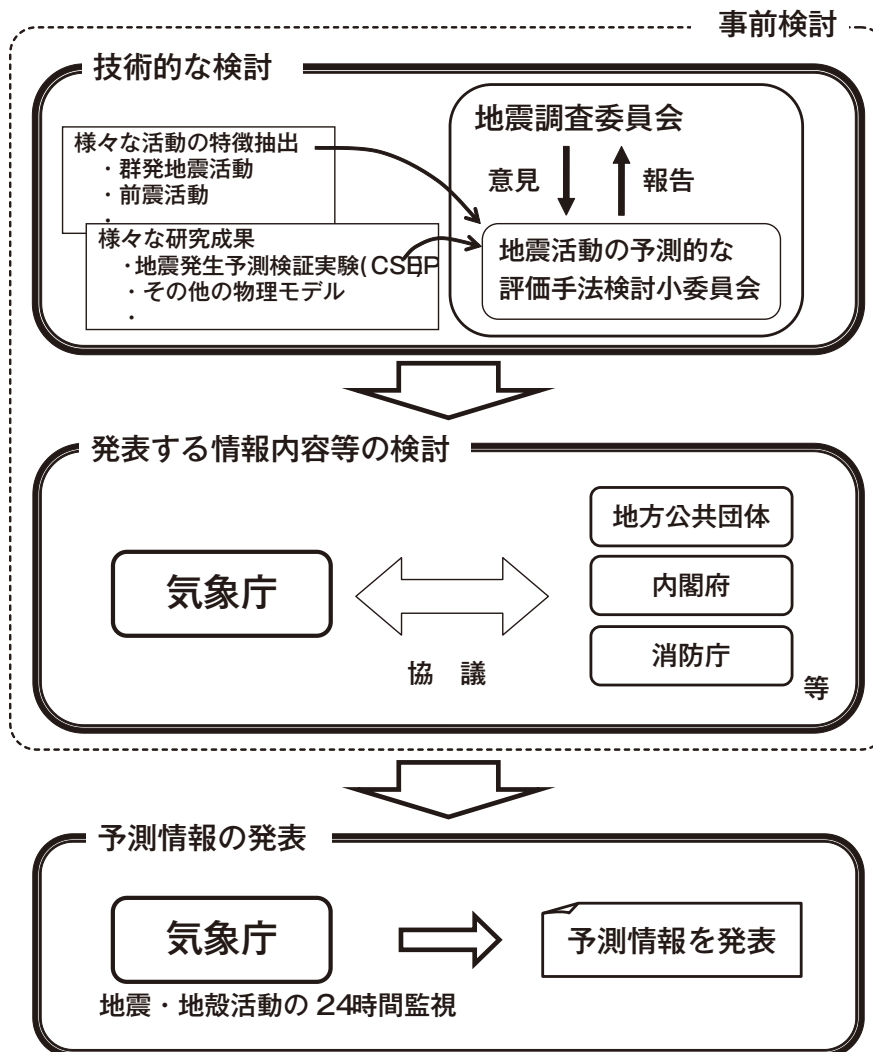 事前検討
技術的な検討
様々な活動の特徴抽出
・群発地震活動
・前震活動
・
様々な研究成果
・地震発生予測検証実験(CSEP)
・その他の物理モデル
・
地震調査委員会
意見
報告
地震活動の予測的な
評価手法検討小委員会
発表する情報内容等の検討
気象庁
協 議
地方公共団体
内閣府
消防庁
等
予測情報の発表
気象庁
地震・地殻活動の 24時間監視
予測情報を発表